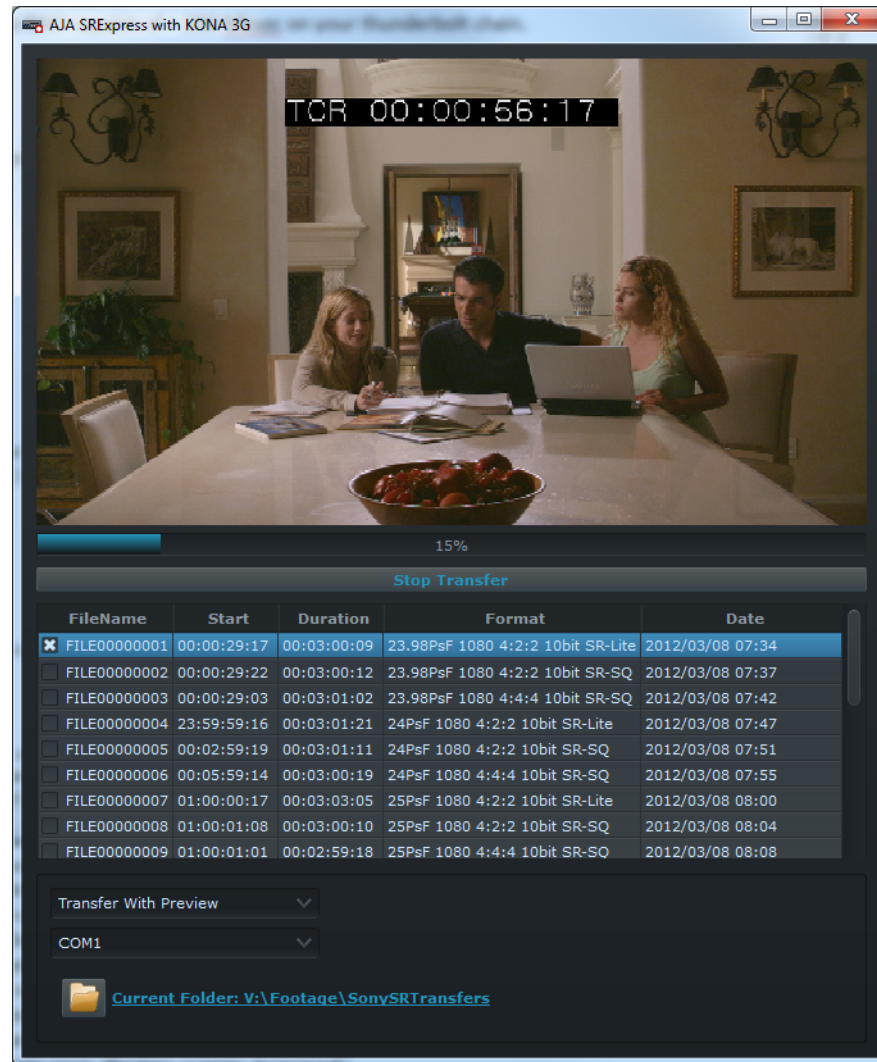 on your thunderbolt chain.
AJA SRExpress with KONA 3G
TCR 00:00:56:17
15%
Stop Transfer
FileName Start Duration Format Date
FILE00000001 00:00:29:17 00:03:00:09 23.98PsF 1080 4:2:2 10bit SR-Lite 2012/03/08 07:34
FILE00000002 00:00:29:22 00:03:00:12 23.98PsF 1080 4:2:2 10bit SR-SQ 2012/03/08 07:37
FILE00000003 00:00:29:03 00:03:01:02 23.98PsF 1080 4:4:4 10bit SR-SQ 2012/03/08 07:42
FILE00000004 23:59:59:16 00:03:01:21 24PsF 1080 4:2:2 10bit SR-Lite 2012/03/08 07:47
FILE00000005 00:02:59:19 00:03:01:11 24PsF 1080 4:2:2 10bit SR-SQ 2012/03/08 07:51
FILE00000006 00:05:59:14 00:03:00:19 24PsF 1080 4:4:4 10bit SR-SQ 2012/03/08 07:55
FILE00000007 01:00:00:17 00:03:03:05 25PsF 1080 4:2:2 10bit SR-Lite 2012/03/08 08:00
FILE00000008 01:00:01:08 00:03:00:10 25PsF 1080 4:2:2 10bit SR-SQ 2012/03/08 08:04
FILE00000009 01:00:01:01 00:02:59:18 25PsF 1080 4:4:4 10bit SR-SQ 2012/03/08 08:08
Transfer With Preview
COM1
Current Folder: V:\Footage\SonySRTransfers